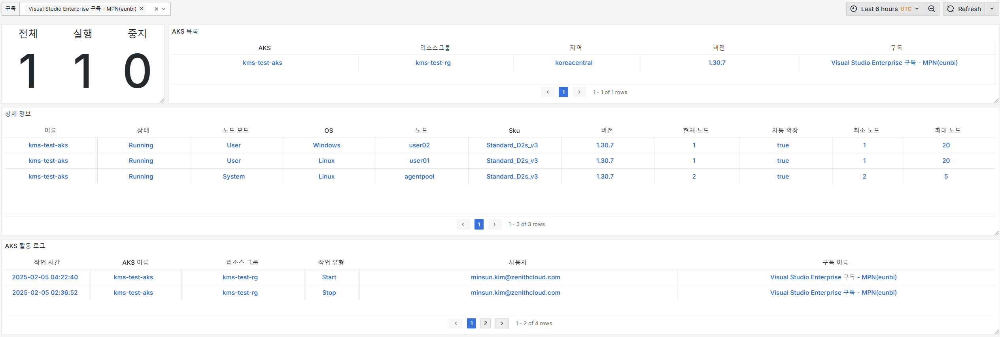 구독 Visual Studio Enterprise 구독 - MPN(eunbi) Last 6 hours UTC Refresh
전체 실행 중지
1 1 0
AKS 목록
AKS 리소스그룹 지역 버전 구독
kms-test-aks kms-test-rg koreacentral 1.30.7 Visual Studio Enterprise 구독 - MPN(eunbi)
1 1 - 1 of 1 rows
상세 정보
이름 상태 노드 모드 OS 노드 Sku 버전 현재 노드 자동 확장 최소 노드 최대 노드
kms-test-aks Running User Windows user02 Standard_D2s_v3 1.30.7 1 true 1 20
kms-test-aks Running User Linux user01 Standard_D2s_v3 1.30.7 1 true 1 20
kms-test-aks Running System Linux agentpool Standard_D2s_v3 1.30.7 2 true 2 5
1 1 - 3 of 3 rows
AKS 활동 로그
작업 시간 AKS 이름 리소스 그룹 작업 유형 사용자 구독 이름
2025-02-05 04:22:40 kms-test-aks kms-test-rg Start minsun.kim@zenithcloud.com Visual Studio Enterprise 구독 - MPN(eunbi)
2025-02-05 02:36:52 kms-test-aks kms-test-rg Stop minsun.kim@zenithcloud.com Visual Studio Enterprise 구독 - MPN(eunbi)
1 2 1 - 2 of 4 rows